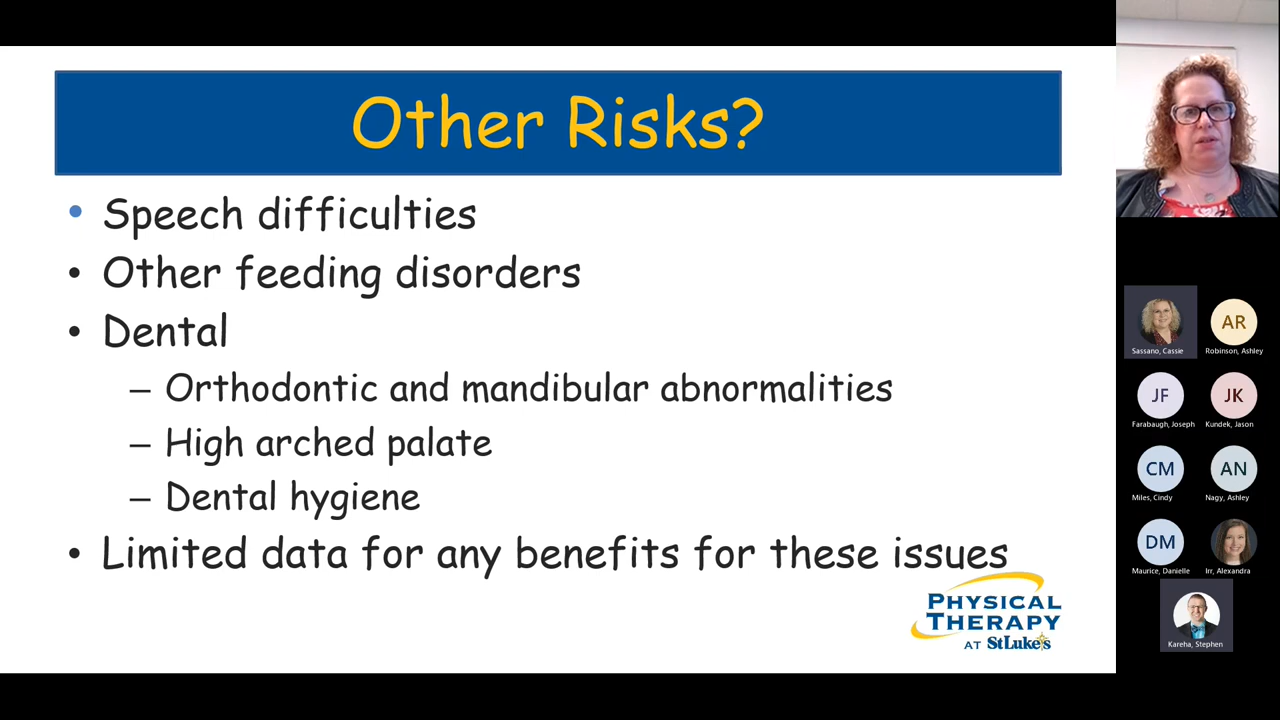 Other Risks?
• Speech difficulties
• Other feeding disorders
• Dental
– Orthodontic and mandibular abnormalities
– High arched palate
– Dental hygiene
• Limited data for any benefits for these issues
PHYSICAL
THERAPY
AT StLuke's
Sassano, Cassie
AR
Robinson, Ashley
JF
Farabaugh, Joseph
JK
Kundek, Jason
CM
Miles, Cindy
AN
Nagy, Ashley
DM
Maurice, Danielle
Irr, Alexandra
Kareha, Stephen